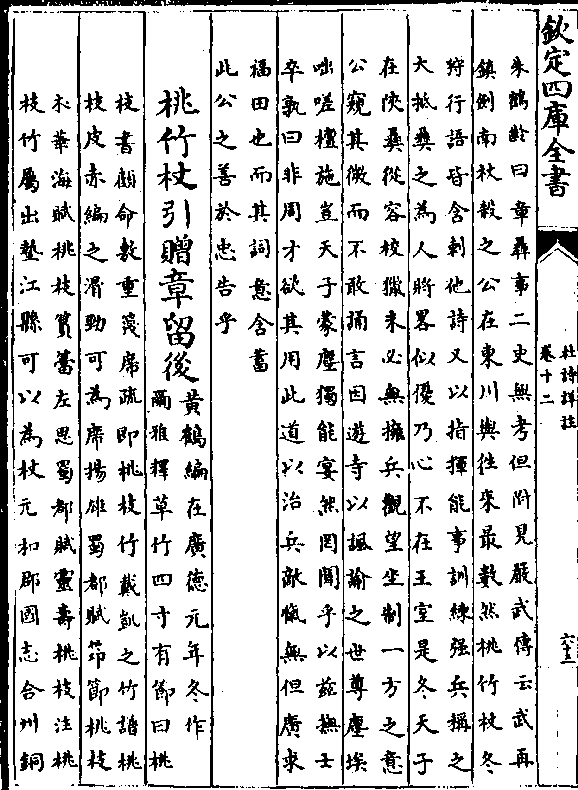 欽定四庫全書
杜詩詳註
卷十二
朱鶴齡曰章彞事二史無考但附見嚴武傳云武再
鎮劍南杖殺之公在東川與往來最數然桃竹杖冬
狩行語皆含刺他詩又以指揮能事訓練强兵稱之
大抵彞之為人將畧似優乃心不在王室是冬天子
在陜彞從容校獵未必無擁兵觀望坐制一方之意
公窺其微而不敢誦言因遊寺以諷諭之世尊塵埃
咄嗟檀施豈天子蒙塵獨能宴然罔聞乎以兹撫士
卒孰曰非周才欲其用此道以治兵敵愾無但廣求
福田也而其詞意含蓄
此公之善於忠告乎
桃竹杖引贈章留後
黄鶴編在廣德元年冬作
爾雅釋草竹四寸有節曰桃
枝書顧命敷重篾席疏即桃枝竹戴凱之竹譜桃
枝皮赤編之滑勁可為席揚雄蜀都賦笻節桃枝
木華海賦桃枝篔簹左思蜀都賦靈壽桃枝注桃
枝竹屬出墊江縣可以為杖元和郡國志合州銅